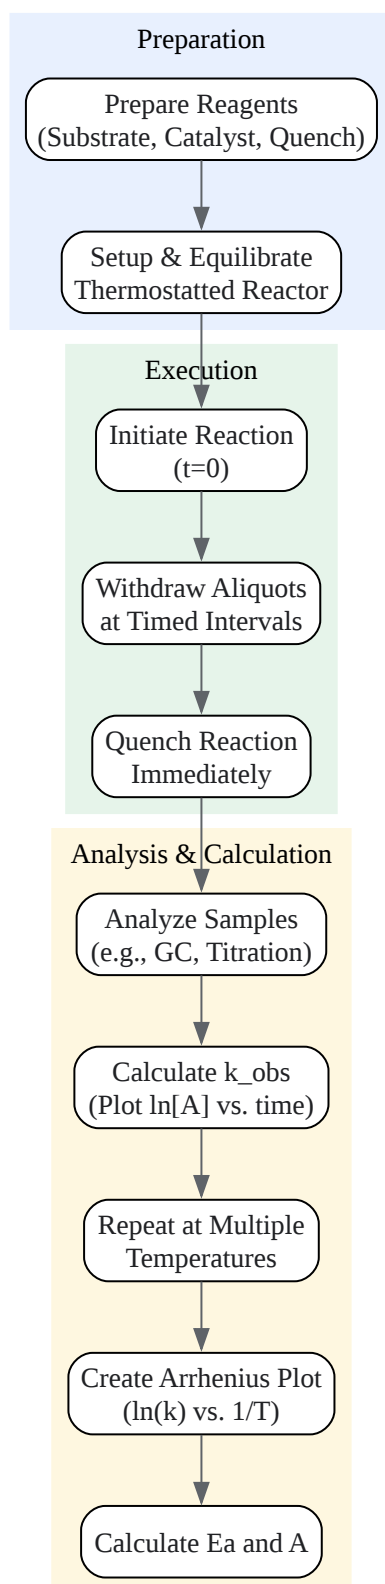 Preparation
Prepare Reagents
(Substrate, Catalyst, Quench)
Setup & Equilibrate
Thermostatted Reactor
Execution
Initiate Reaction
(t=0)
Withdraw Aliquots
at Timed Intervals
Quench Reaction
Immediately
Analysis & Calculation
Analyze Samples
(e.g., GC, Titration)
Calculate k_obs
(Plot ln[A] vs. time)
Repeat at Multiple
Temperatures
Create Arrhenius Plot
(ln(k) vs. 1/T)
Calculate Ea and A